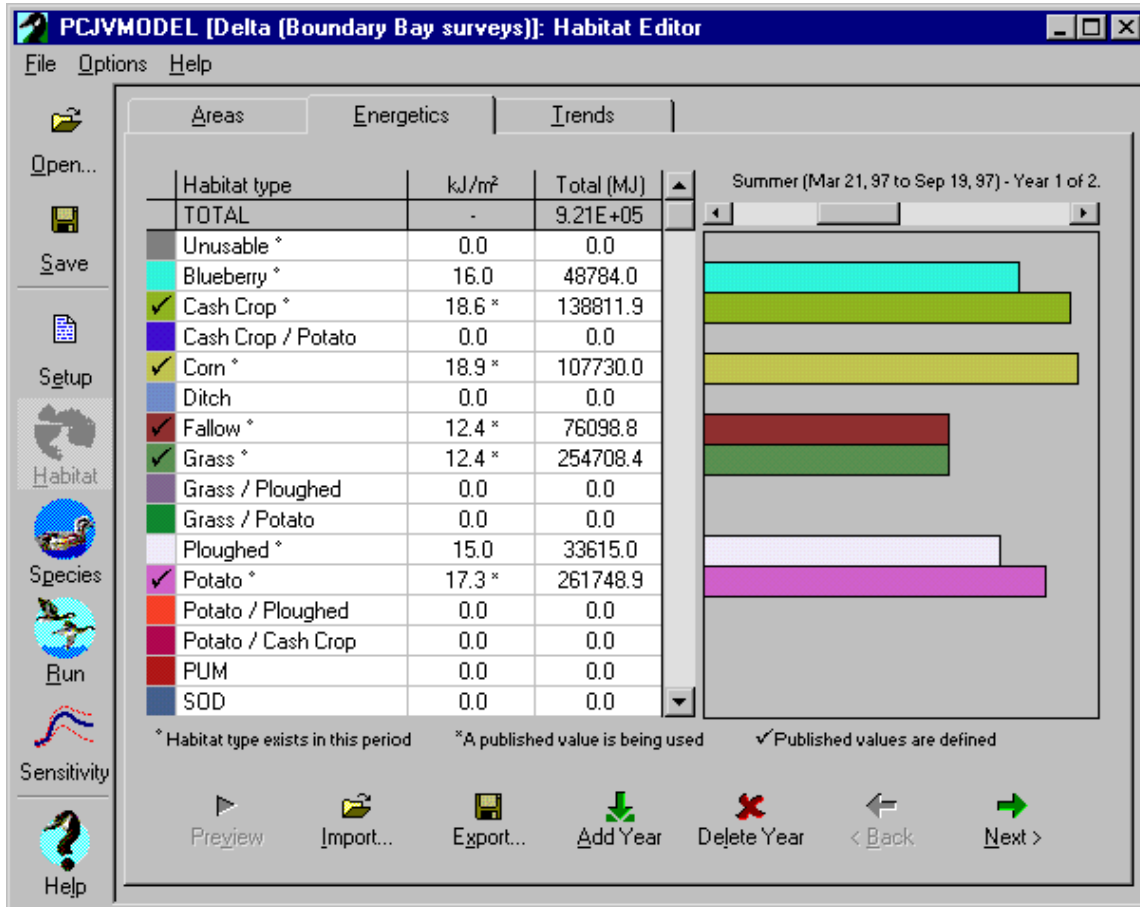 PCJVMODEL [Delta (Boundary Bay surveys)]: Habitat Editor
File Options Help
Open...
Save
Setup
Habitat
Species
Run
Sensitivity
Help
Areas Energetics Trends
Habitat type kJ/m² Total (MJ)
TOTAL - 9.21E+05
Unusable ° 0.0 0.0
Blueberry ° 16.0 48784.0
✓ Cash Crop ° 18.6 * 138811.9
Cash Crop / Potato 0.0 0.0
✓ Corn ° 18.9 * 107730.0
Ditch 0.0 0.0
✓ Fallow ° 12.4 * 76098.8
✓ Grass ° 12.4 * 254708.4
Grass / Ploughed 0.0 0.0
Grass / Potato 0.0 0.0
Ploughed ° 15.0 33615.0
✓ Potato ° 17.3 * 261748.9
Potato / Ploughed 0.0 0.0
Potato / Cash Crop 0.0 0.0
PUM 0.0 0.0
SOD 0.0 0.0
Summer (Mar 21, 97 to Sep 19, 97) - Year 1 of 2.
° Habitat type exists in this period *A published value is being used ✓Published values are defined
Preview Import... Export... Add Year Delete Year < Back Next >